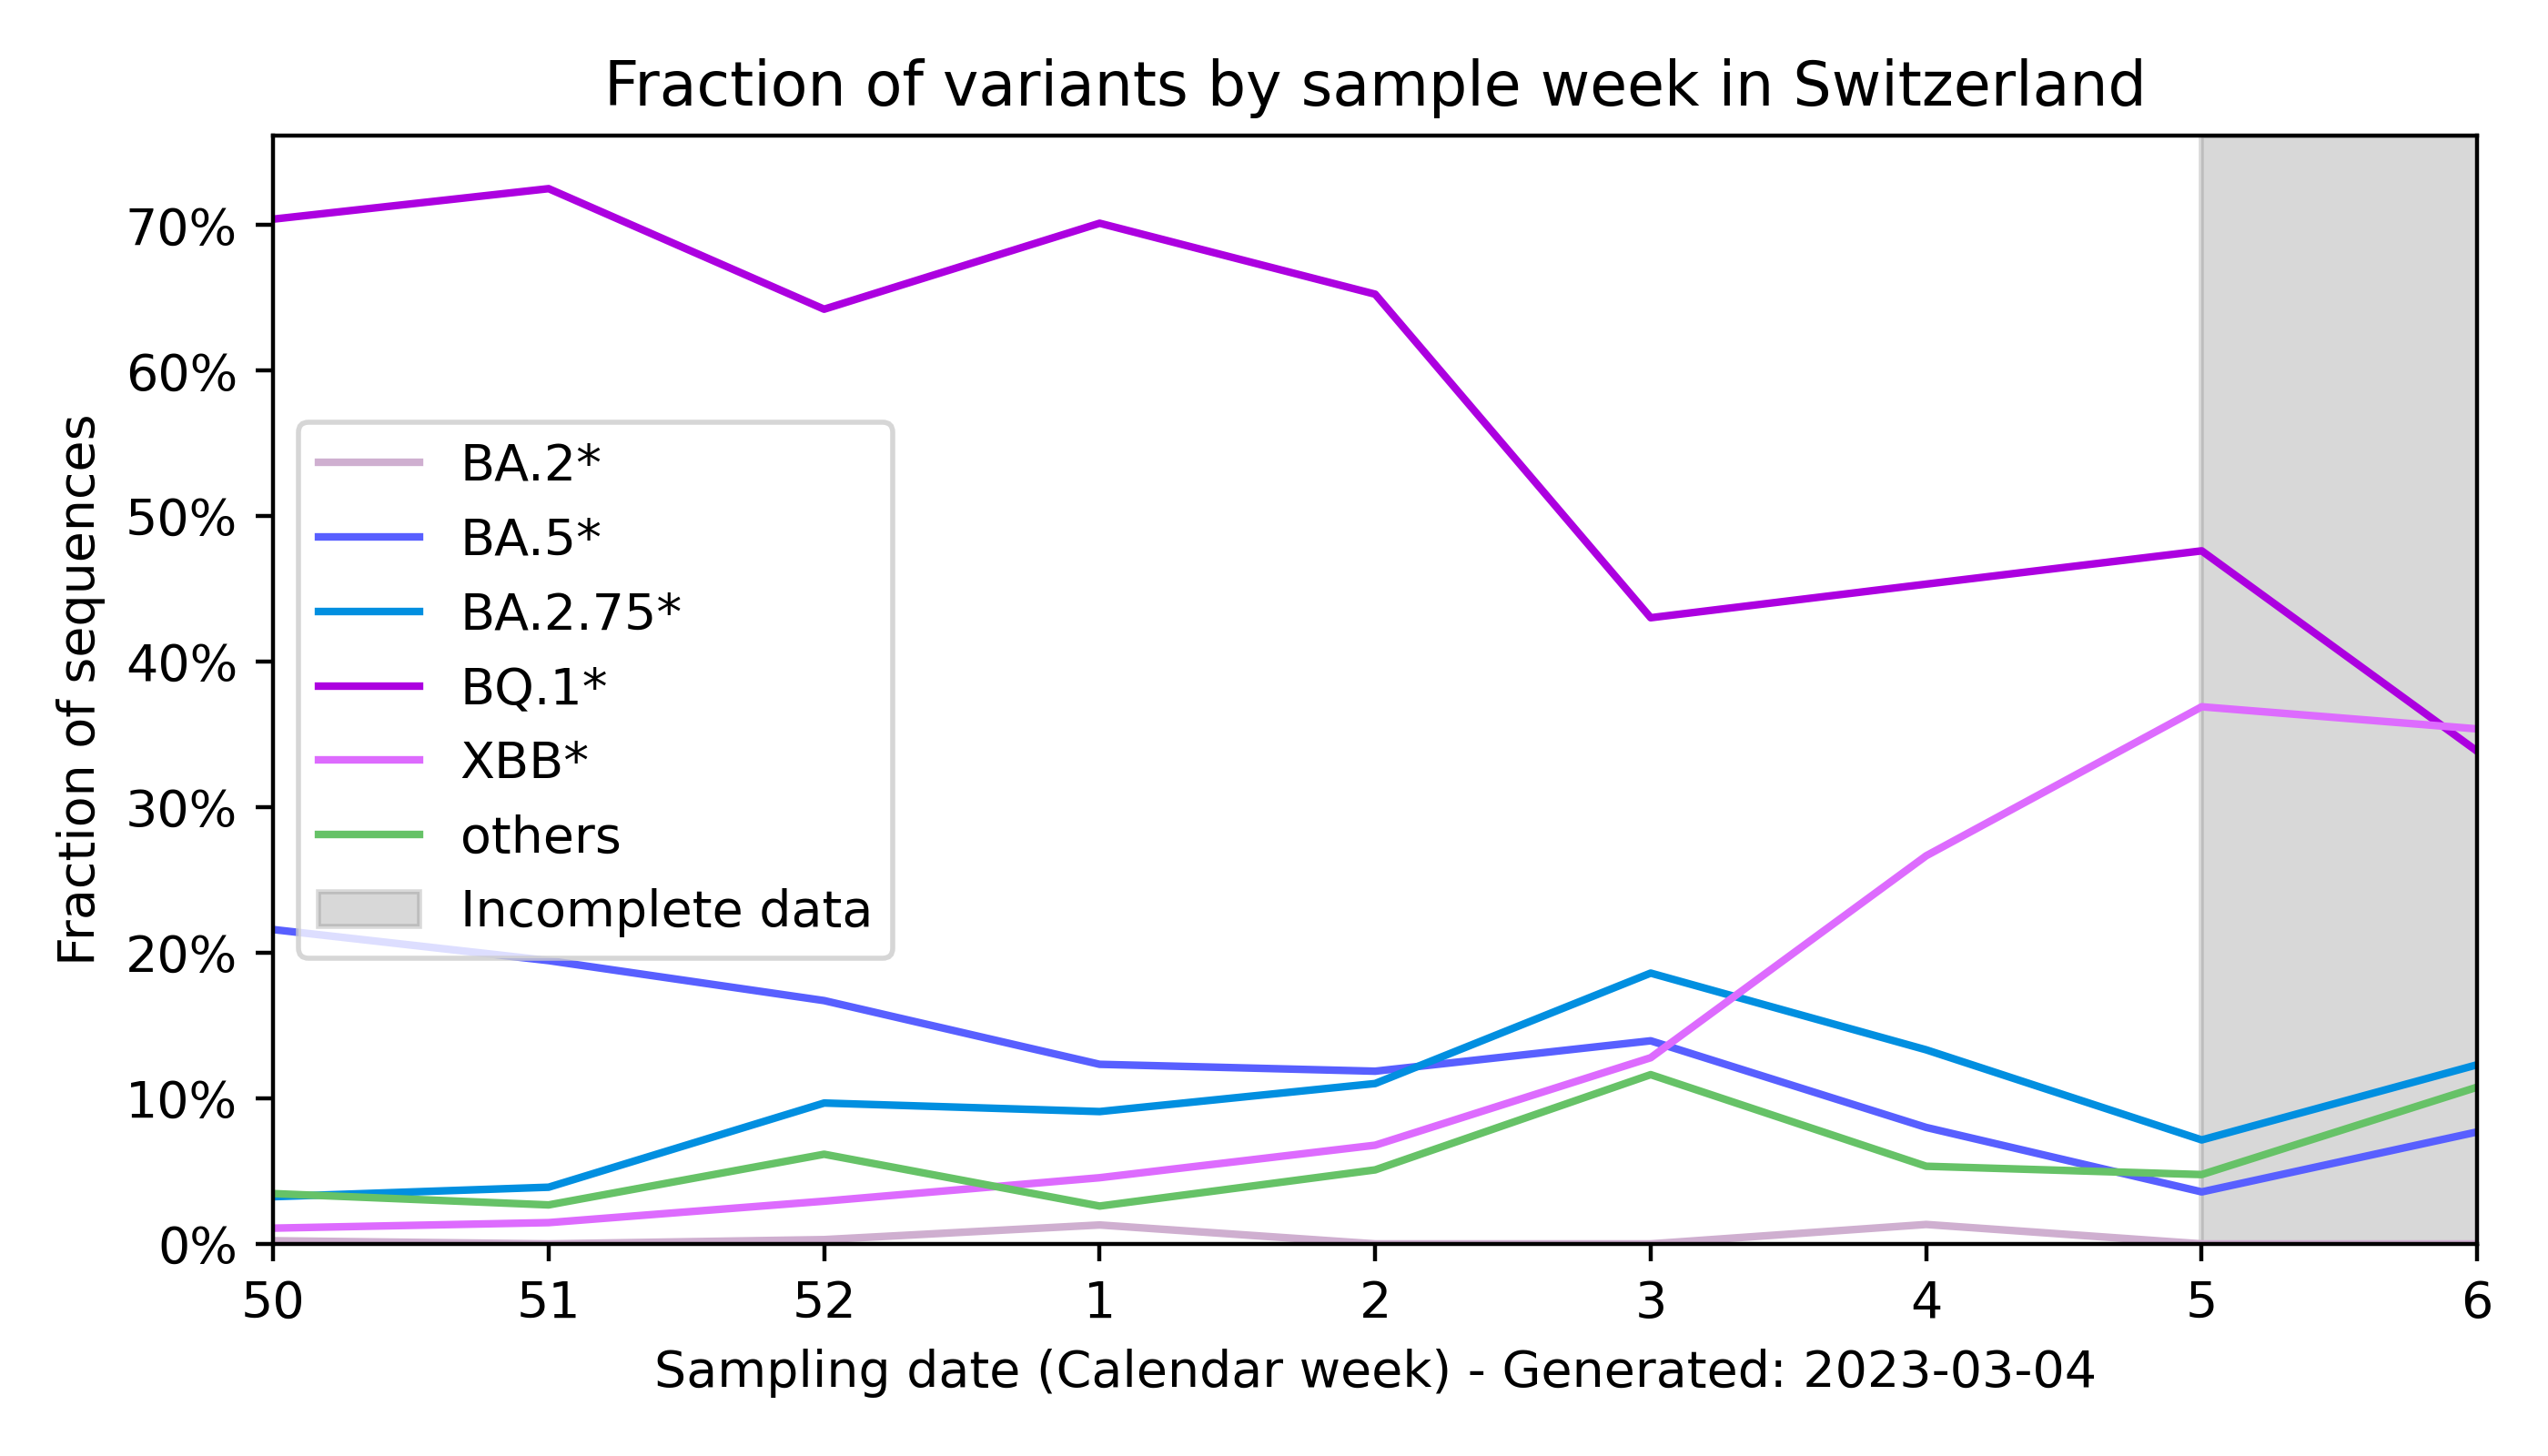 Fraction of variants by sample week in Switzerland
Fraction of sequences
70%
60%
50%
40%
30%
20%
10%
0%
BA.2*
BA.5*
BA.2.75*
BQ.1*
XBB*
others
Incomplete data
50 51 52 1 2 3 4 5 6
Sampling date (Calendar week) - Generated: 2023-03-04